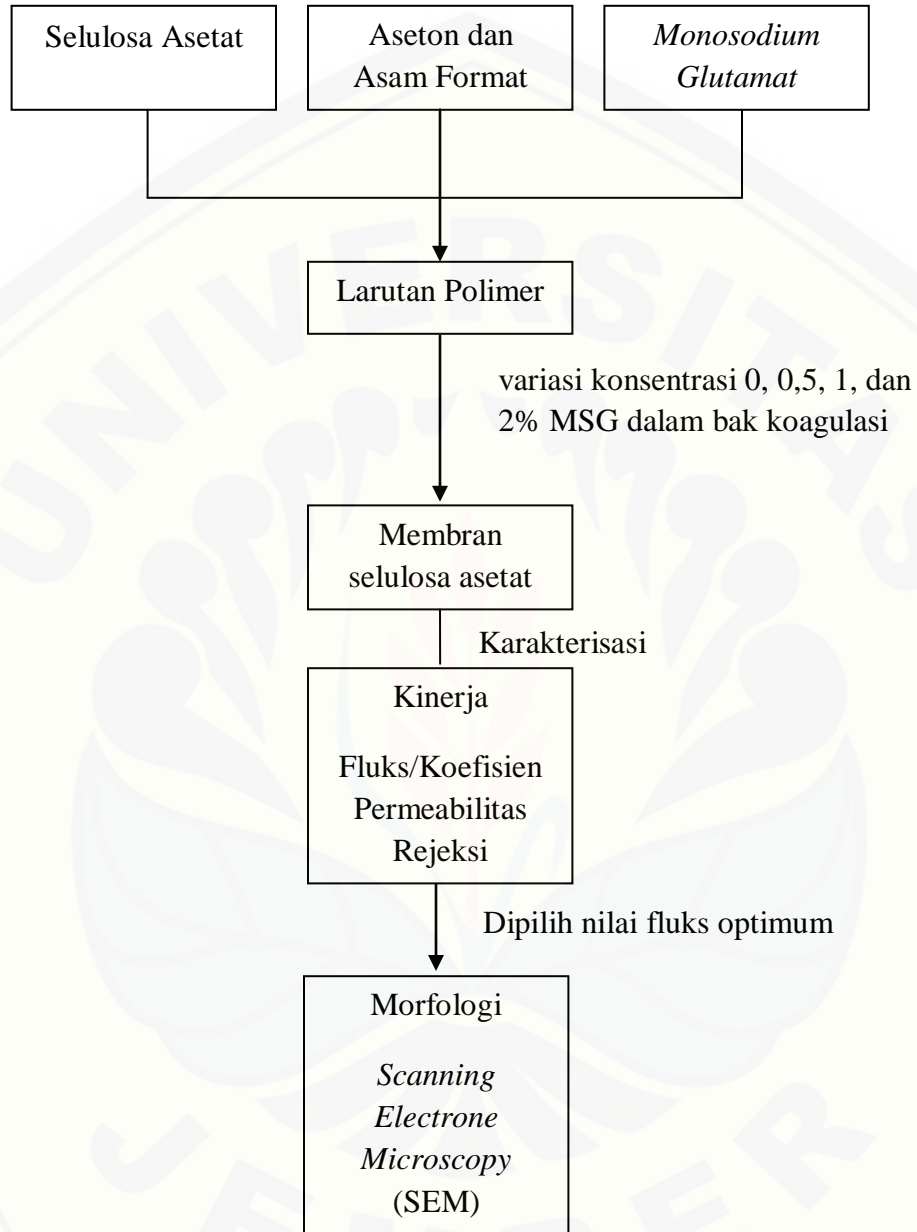 Selulosa Asetat
Aseton dan
Asam Format
Monosodium
Glutamat
Larutan Polimer
variasi konsentrasi 0, 0,5, 1, dan
2% MSG dalam bak koagulasi
Membran
selulosa asetat
Karakterisasi
Kinerja
Fluks/Koefisien
Permeabilitas
Rejeksi
Dipilih nilai fluks optimum
Morfologi
Scanning
Electrone
Microscopy
(SEM)
UNIVERSITAS
JEMBER